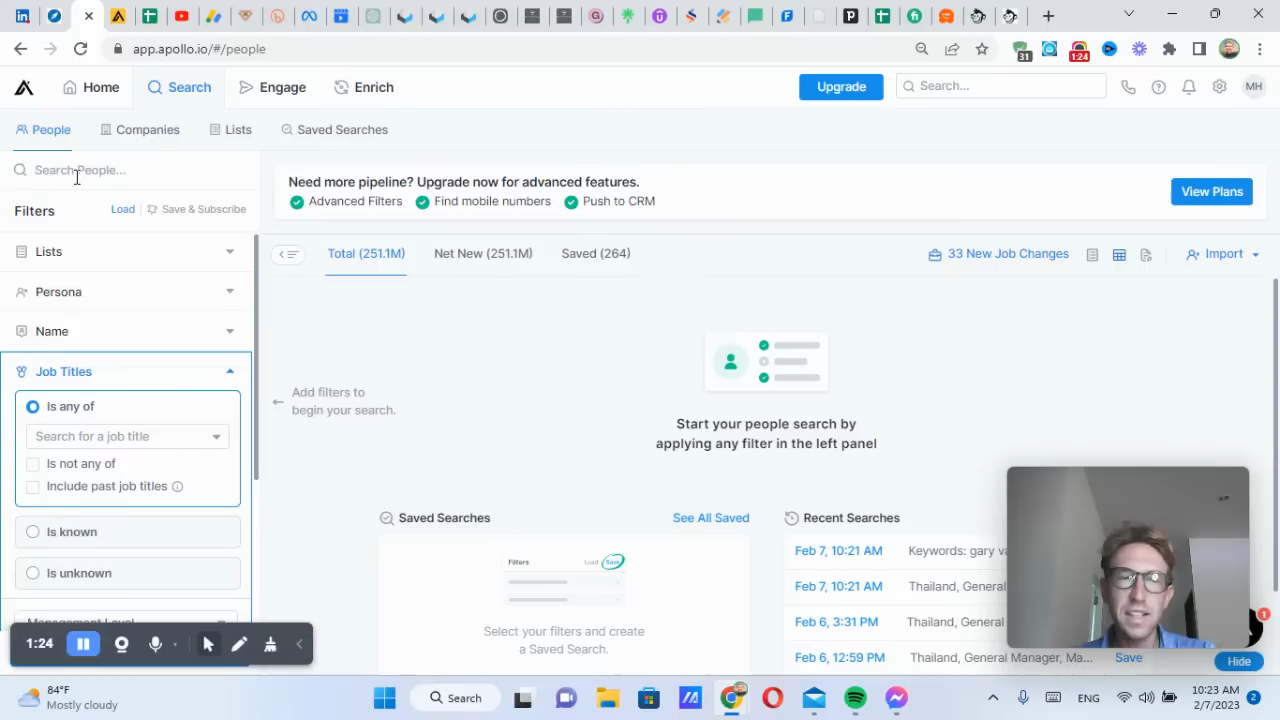 31
1:24
app.apollo.io/#/people
Home
Search
Engage
Enrich
Upgrade
Search...
MH
People
Companies
Lists
Saved Searches
Search People...
Need more pipeline? Upgrade now for advanced features.
Advanced Filters
Find mobile numbers
Push to CRM
View Plans
Filters
Load
Save & Subscribe
Lists
Total (251.1M)
Net New (251.1M)
Saved (264)
33 New Job Changes
Import
Persona
Name
Job Titles
Is any of
Search for a job title
Is not any of
Include past job titles
Is known
Is unknown
Management Level
Add filters to
begin your search.
Start your people search by
applying any filter in the left panel
Saved Searches
See All Saved
Filters
Load
Save
Select your filters and create
a Saved Search.
Recent Searches
Feb 7, 10:21 AM
Keywords: gary va
Feb 7, 10:21 AM
Thailand, General
Feb 6, 3:31 PM
Thailand, General
Feb 6, 12:59 PM
Thailand, General Manager, Ma...
Save
1
Hide
1:24
84°F
Mostly cloudy
Search
ENG
10:23 AM
2/7/2023
2